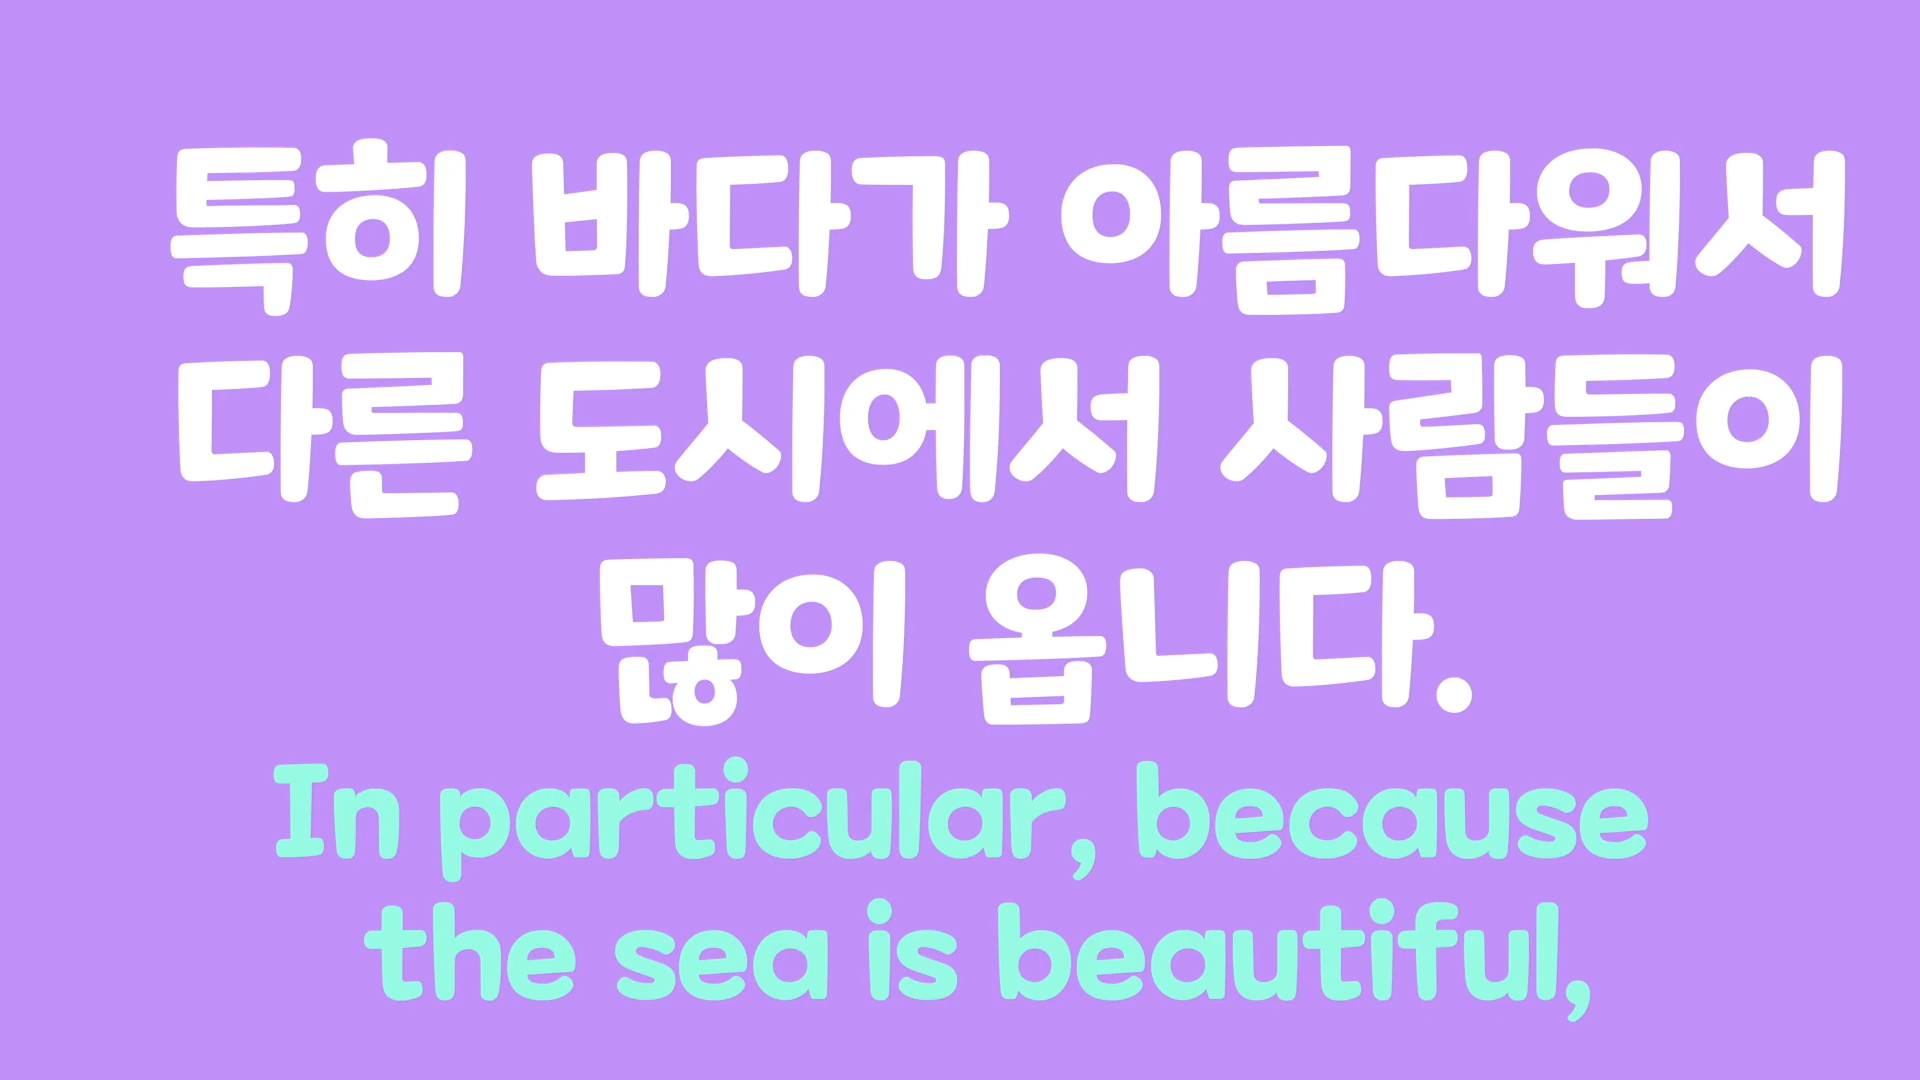 특히 바다가 아름다워서
다른 도시에서 사람들이
많이 옵니다.
In particular, because
the sea is beautiful,